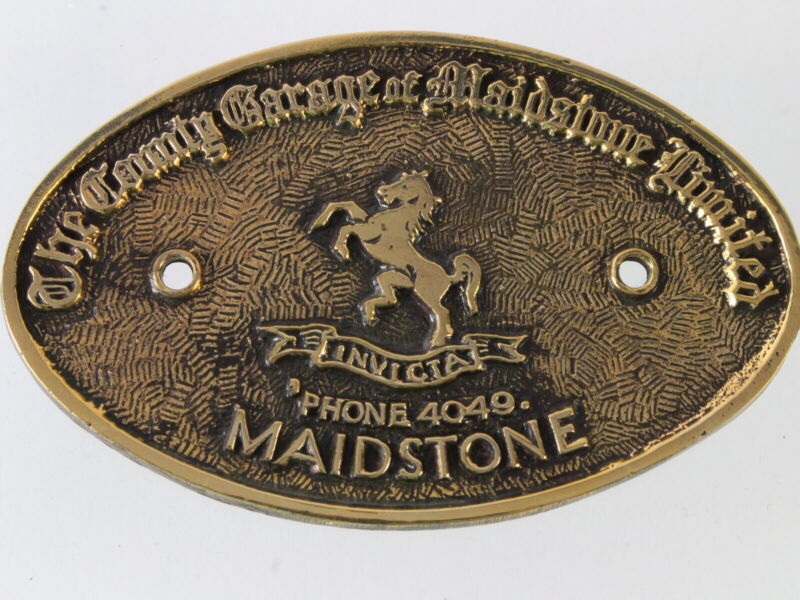 The County Garage of Maidstone Limited
INVICTA
'PHONE 4049.
MAIDSTONE